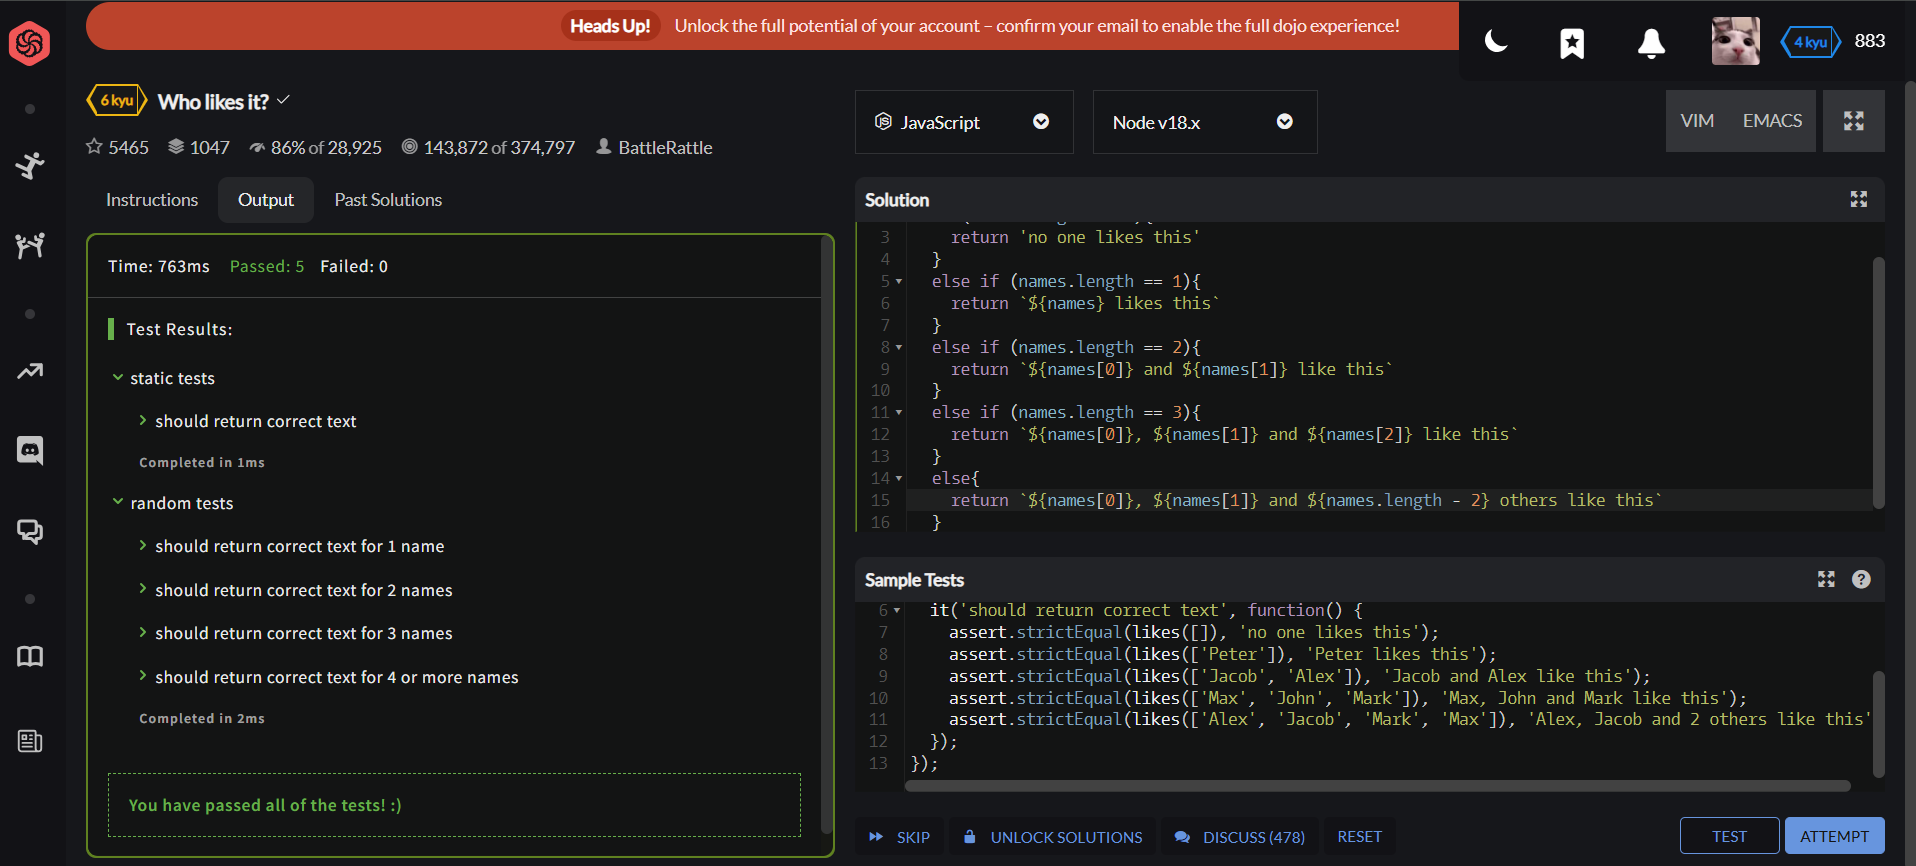 Heads Up! Unlock the full potential of your account – confirm your email to enable the full dojo experience!
4 kyu 883
6 kyu Who likes it?
5465 1047 86% of 28,925 143,872 of 374,797 BattleRattle
Instructions Output Past Solutions
Time: 763ms Passed: 5 Failed: 0
Test Results:
static tests
should return correct text
Completed in 1ms
random tests
should return correct text for 1 name
should return correct text for 2 names
should return correct text for 3 names
should return correct text for 4 or more names
Completed in 2ms
You have passed all of the tests! :)
JavaScript Node v18.x VIM EMACS
Solution
3 return 'no one likes this'
4 }
5 else if (names.length == 1){
6 return `${names} likes this`
7 }
8 else if (names.length == 2){
9 return `${names[0]} and ${names[1]} like this`
10 }
11 else if (names.length == 3){
12 return `${names[0]}, ${names[1]} and ${names[2]} like this`
13 }
14 else{
15 return `${names[0]}, ${names[1]} and ${names.length - 2} others like this`
16 }
Sample Tests
6 it('should return correct text', function() {
7 assert.strictEqual(likes([]), 'no one likes this');
8 assert.strictEqual(likes(['Peter']), 'Peter likes this');
9 assert.strictEqual(likes(['Jacob', 'Alex']), 'Jacob and Alex like this');
10 assert.strictEqual(likes(['Max', 'John', 'Mark']), 'Max, John and Mark like this');
11 assert.strictEqual(likes(['Alex', 'Jacob', 'Mark', 'Max']), 'Alex, Jacob and 2 others like this'
12 });
13 });
SKIP UNLOCK SOLUTIONS DISCUSS (478) RESET TEST ATTEMPT